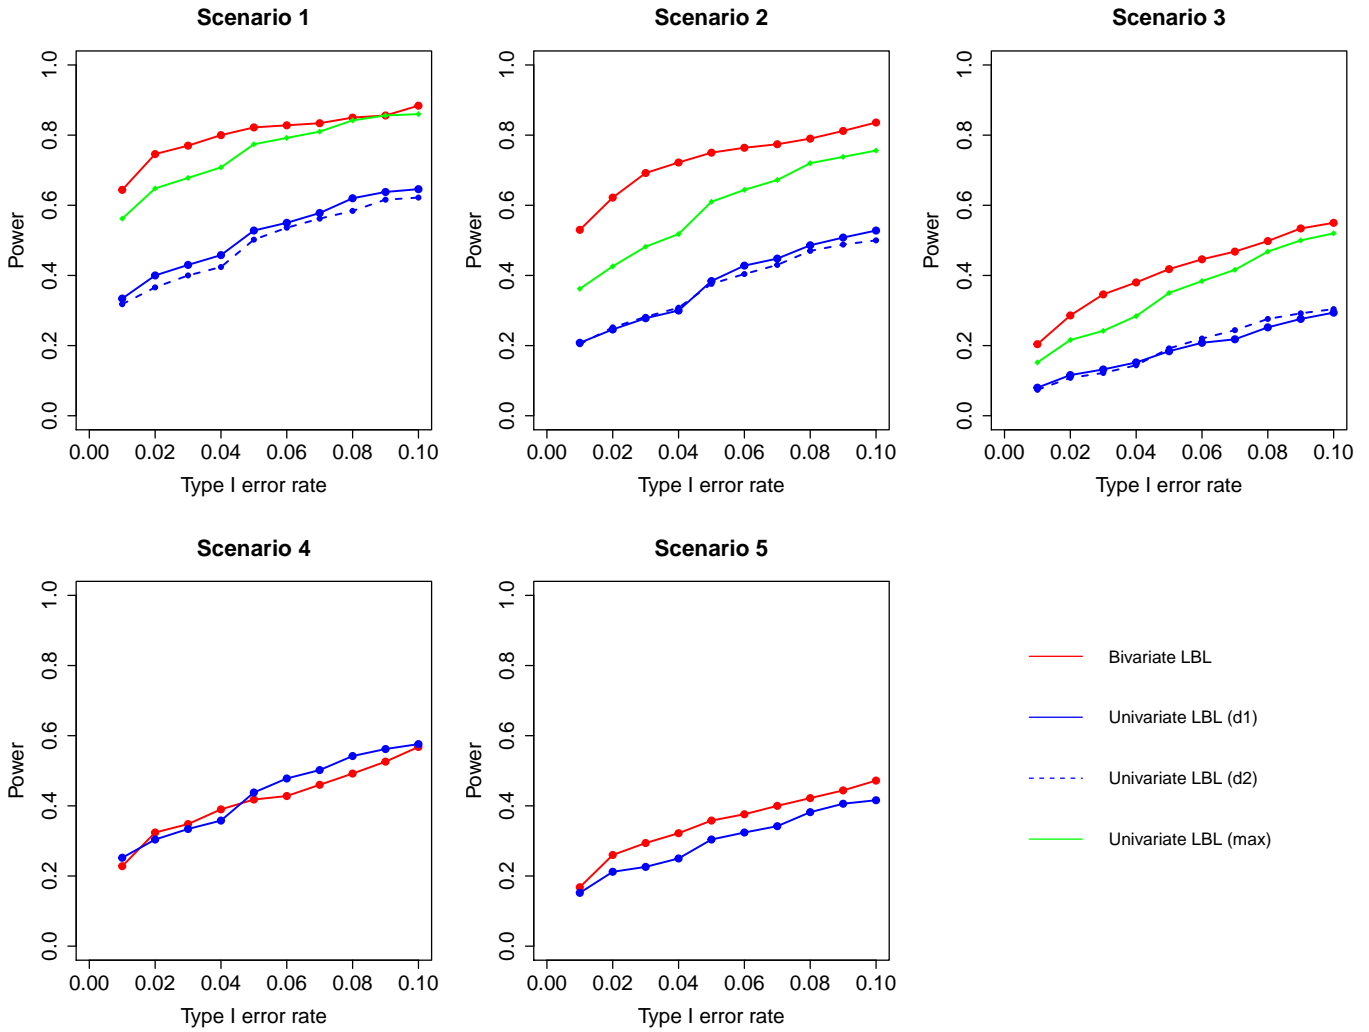 Scenario 1
Power
0.0 0.2 0.4 0.6 0.8 1.0
0.00 0.02 0.04 0.06 0.08 0.10
Type I error rate
Scenario 2
Power
0.0 0.2 0.4 0.6 0.8 1.0
0.00 0.02 0.04 0.06 0.08 0.10
Type I error rate
Scenario 3
Power
0.0 0.2 0.4 0.6 0.8 1.0
0.00 0.02 0.04 0.06 0.08 0.10
Type I error rate
Scenario 4
Power
0.0 0.2 0.4 0.6 0.8 1.0
0.00 0.02 0.04 0.06 0.08 0.10
Type I error rate
Scenario 5
Power
0.0 0.2 0.4 0.6 0.8 1.0
0.00 0.02 0.04 0.06 0.08 0.10
Type I error rate
Bivariate LBL
Univariate LBL (d1)
Univariate LBL (d2)
Univariate LBL (max)